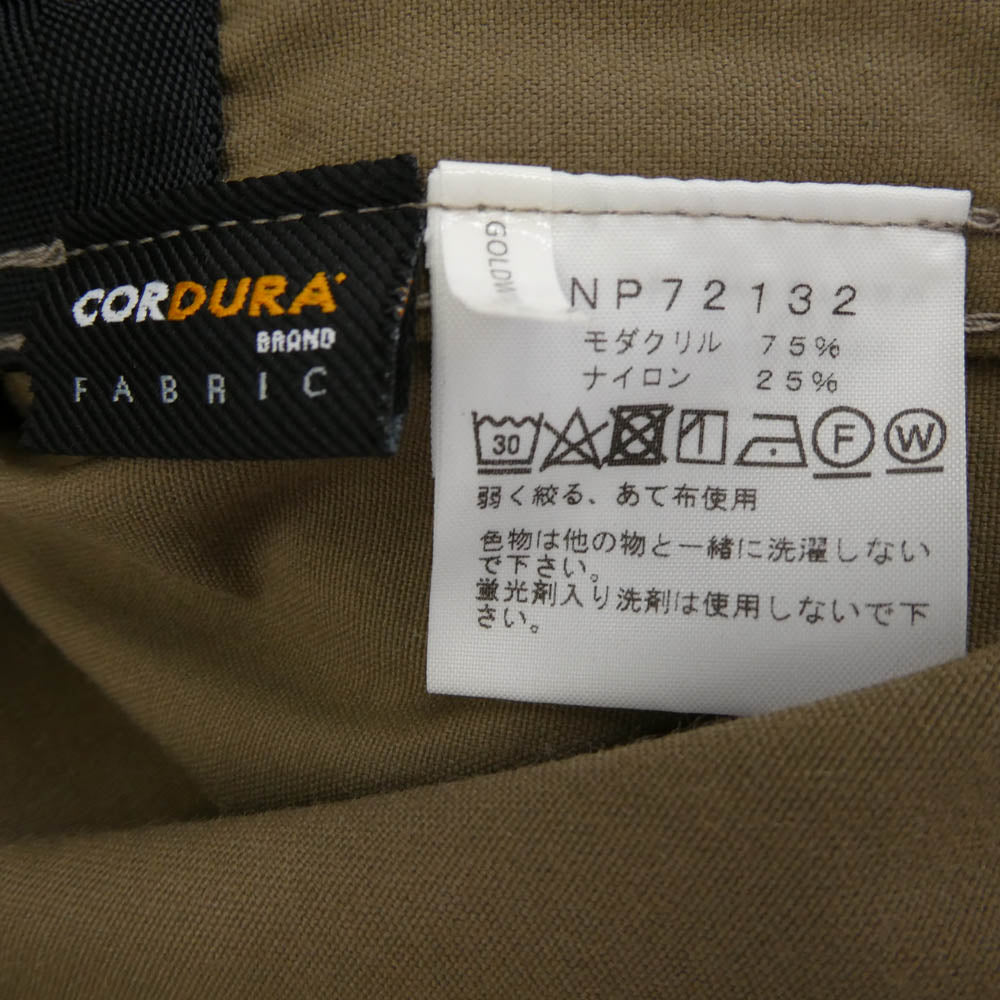 CORDURA
BRAND
FABRIC
NP72132
モダクリル 75%
ナイロン 25%
30
F
W
弱く絞る、あて布使用
色物は他の物と一緒に洗濯しない
で下さい。
蛍光剤入り洗剤は使用しないで下
さい。